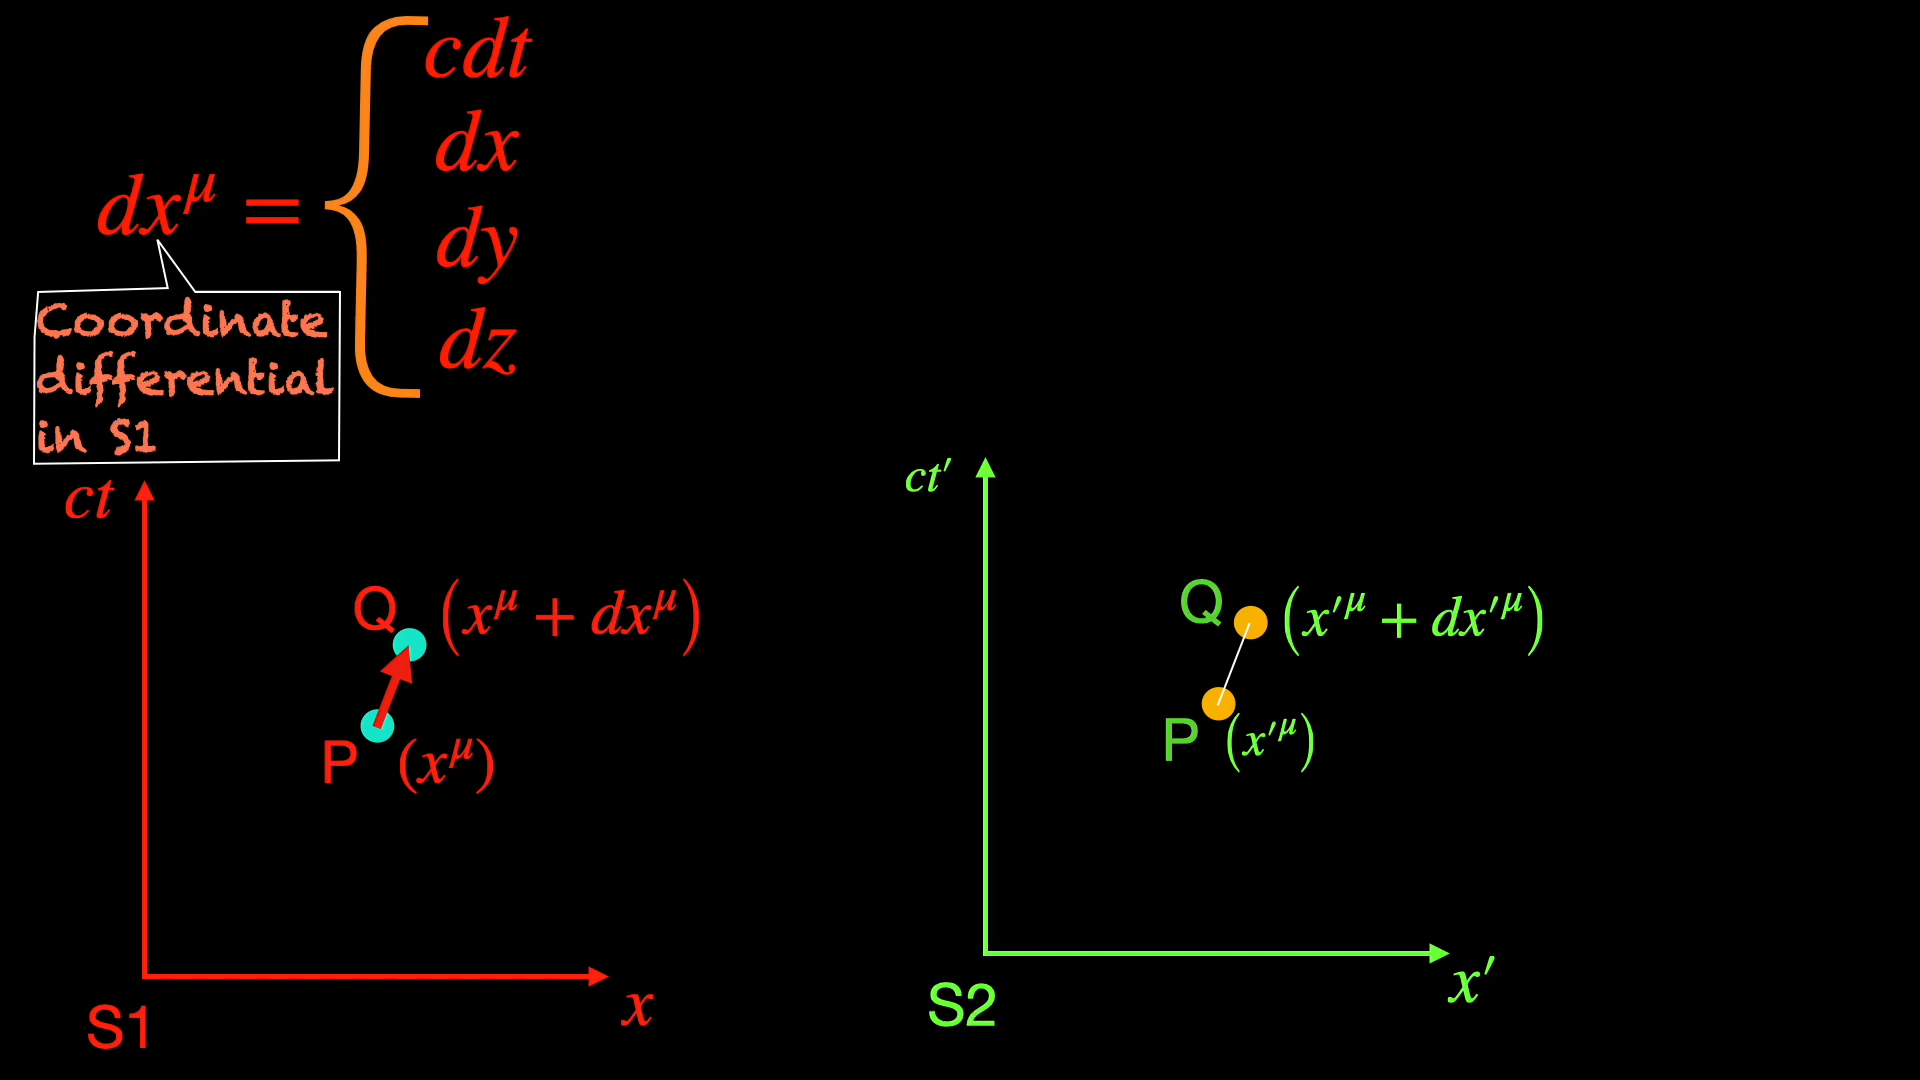 cdt
dx
dx^μ =
dy
dz
Coordinate
differential
in S1
ct
ct′
Q (x^μ + dx^μ)
Q (x′^μ + dx′^μ)
P (x^μ)
P (x′^μ)
x
x′
S1
S2